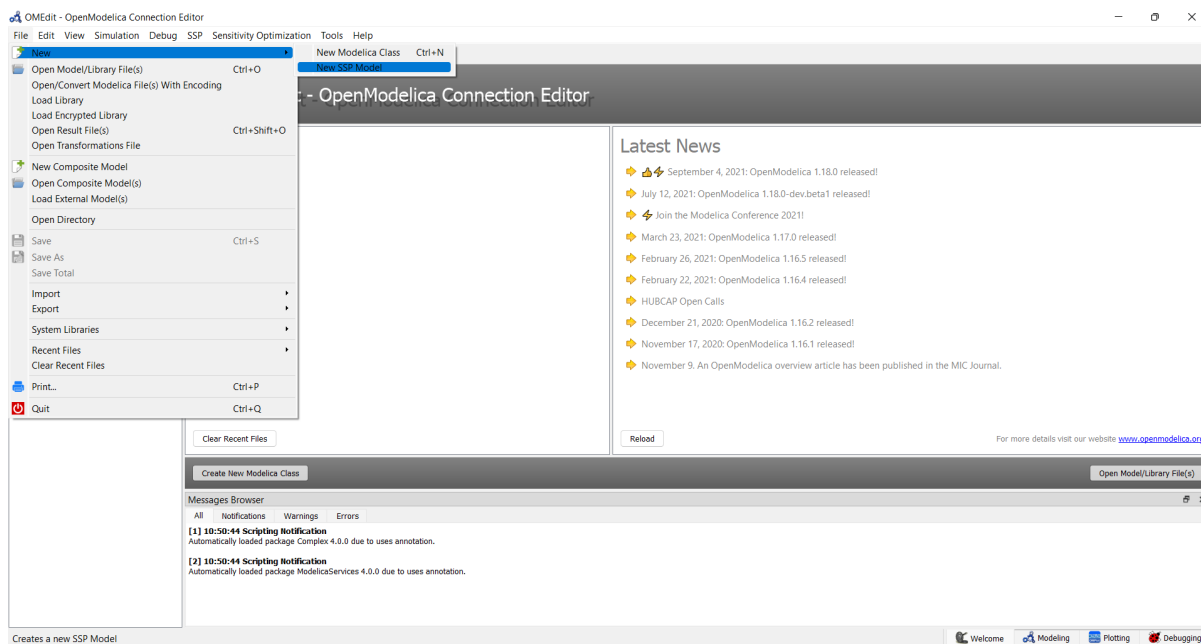 OMEdit - OpenModelica Connection Editor
File Edit View Simulation Debug SSP Sensitivity Optimization Tools Help
New
New Modelica Class Ctrl+N
New SSP Model
Open Model/Library File(s) Ctrl+O
Open/Convert Modelica File(s) With Encoding
Load Library
Load Encrypted Library
Open Result File(s) Ctrl+Shift+O
Open Transformations File
New Composite Model
Open Composite Model(s)
Load External Model(s)
Open Directory
Save Ctrl+S
Save As
Save Total
Import
Export
System Libraries
Recent Files
Clear Recent Files
Print... Ctrl+P
Quit Ctrl+Q
- OpenModelica Connection Editor
Latest News
September 4, 2021: OpenModelica 1.18.0 released!
July 12, 2021: OpenModelica 1.18.0-dev.beta1 released!
Join the Modelica Conference 2021!
March 23, 2021: OpenModelica 1.17.0 released!
February 26, 2021: OpenModelica 1.16.5 released!
February 22, 2021: OpenModelica 1.16.4 released!
HUBCAP Open Calls
December 21, 2020: OpenModelica 1.16.2 released!
November 17, 2020: OpenModelica 1.16.1 released!
November 9. An OpenModelica overview article has been published in the MIC Journal.
Clear Recent Files
Reload
For more details visit our website www.openmodelica.org
Create New Modelica Class
Open Model/Library File(s)
Messages Browser
All Notifications Warnings Errors
[1] 10:50:44 Scripting Notification
Automatically loaded package Complex 4.0.0 due to uses annotation.
[2] 10:50:44 Scripting Notification
Automatically loaded package ModelicaServices 4.0.0 due to uses annotation.
Creates a new SSP Model
Welcome Modeling Plotting Debugging